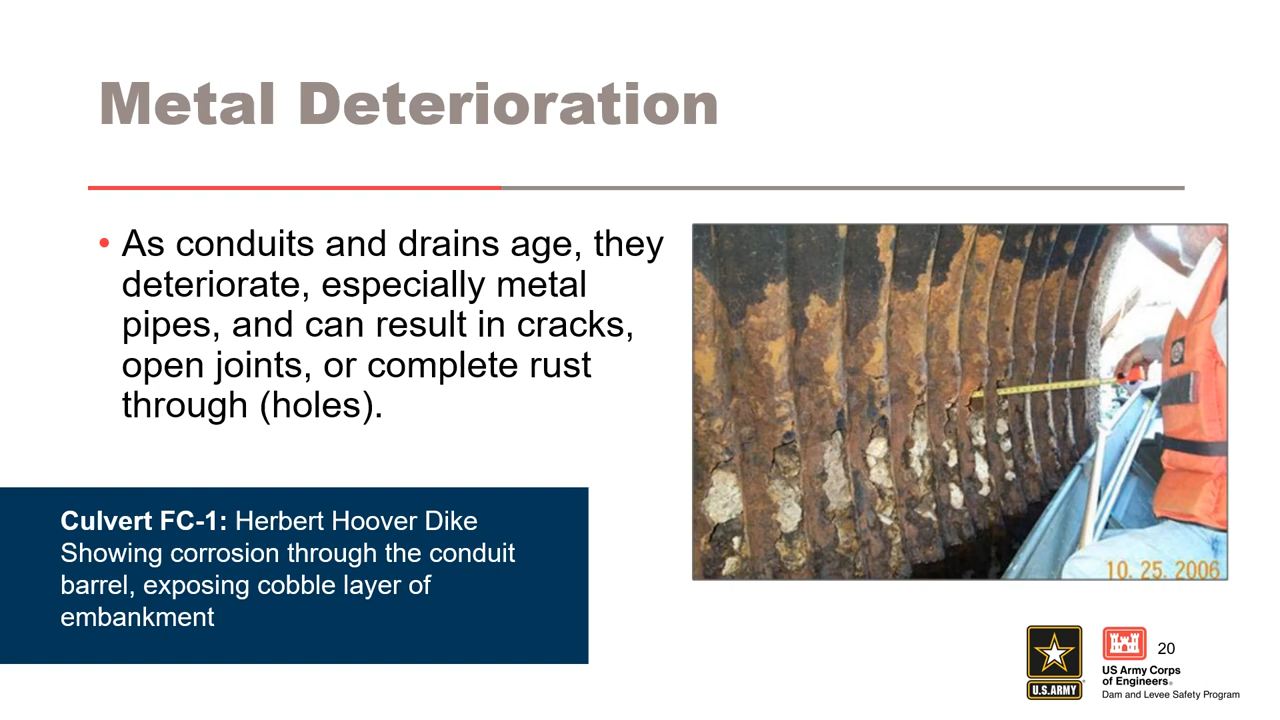 Metal Deterioration
• As conduits and drains age, they
deteriorate, especially metal
pipes, and can result in cracks,
open joints, or complete rust
through (holes).
10. 25. 2006
Culvert FC-1: Herbert Hoover Dike
Showing corrosion through the conduit
barrel, exposing cobble layer of
embankment
U.S.ARMY
20
US Army Corps
of Engineers®
Dam and Levee Safety Program